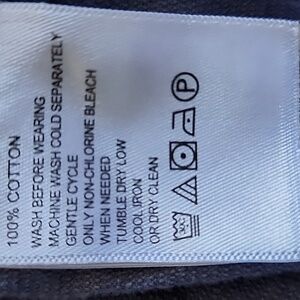 100% COTTON
WASH BEFORE WEARING
MACHINE WASH COLD SEPARATELY
GENTLE CYCLE
ONLY NON-CHLORINE BLEACH
WHEN NEEDED
TUMBLE DRY LOW
COOL IRON
OR DRY CLEAN
30° P